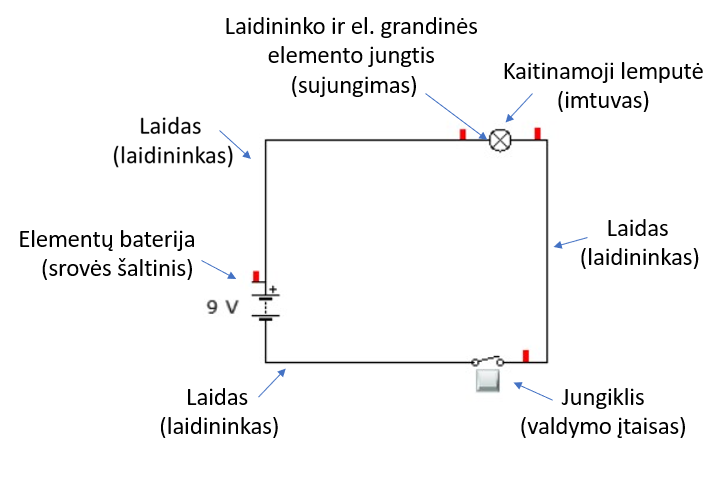 Laidininko ir el. grandinės
elemento jungtis
(sujungimas)
Kaitinamoji lemputė
(imtuvas)
Laidas
(laidininkas)
Laidas
(laidininkas)
Elementų baterija
(srovės šaltinis)
+
9 V
Laidas
(laidininkas)
Jungiklis
(valdymo įtaisas)